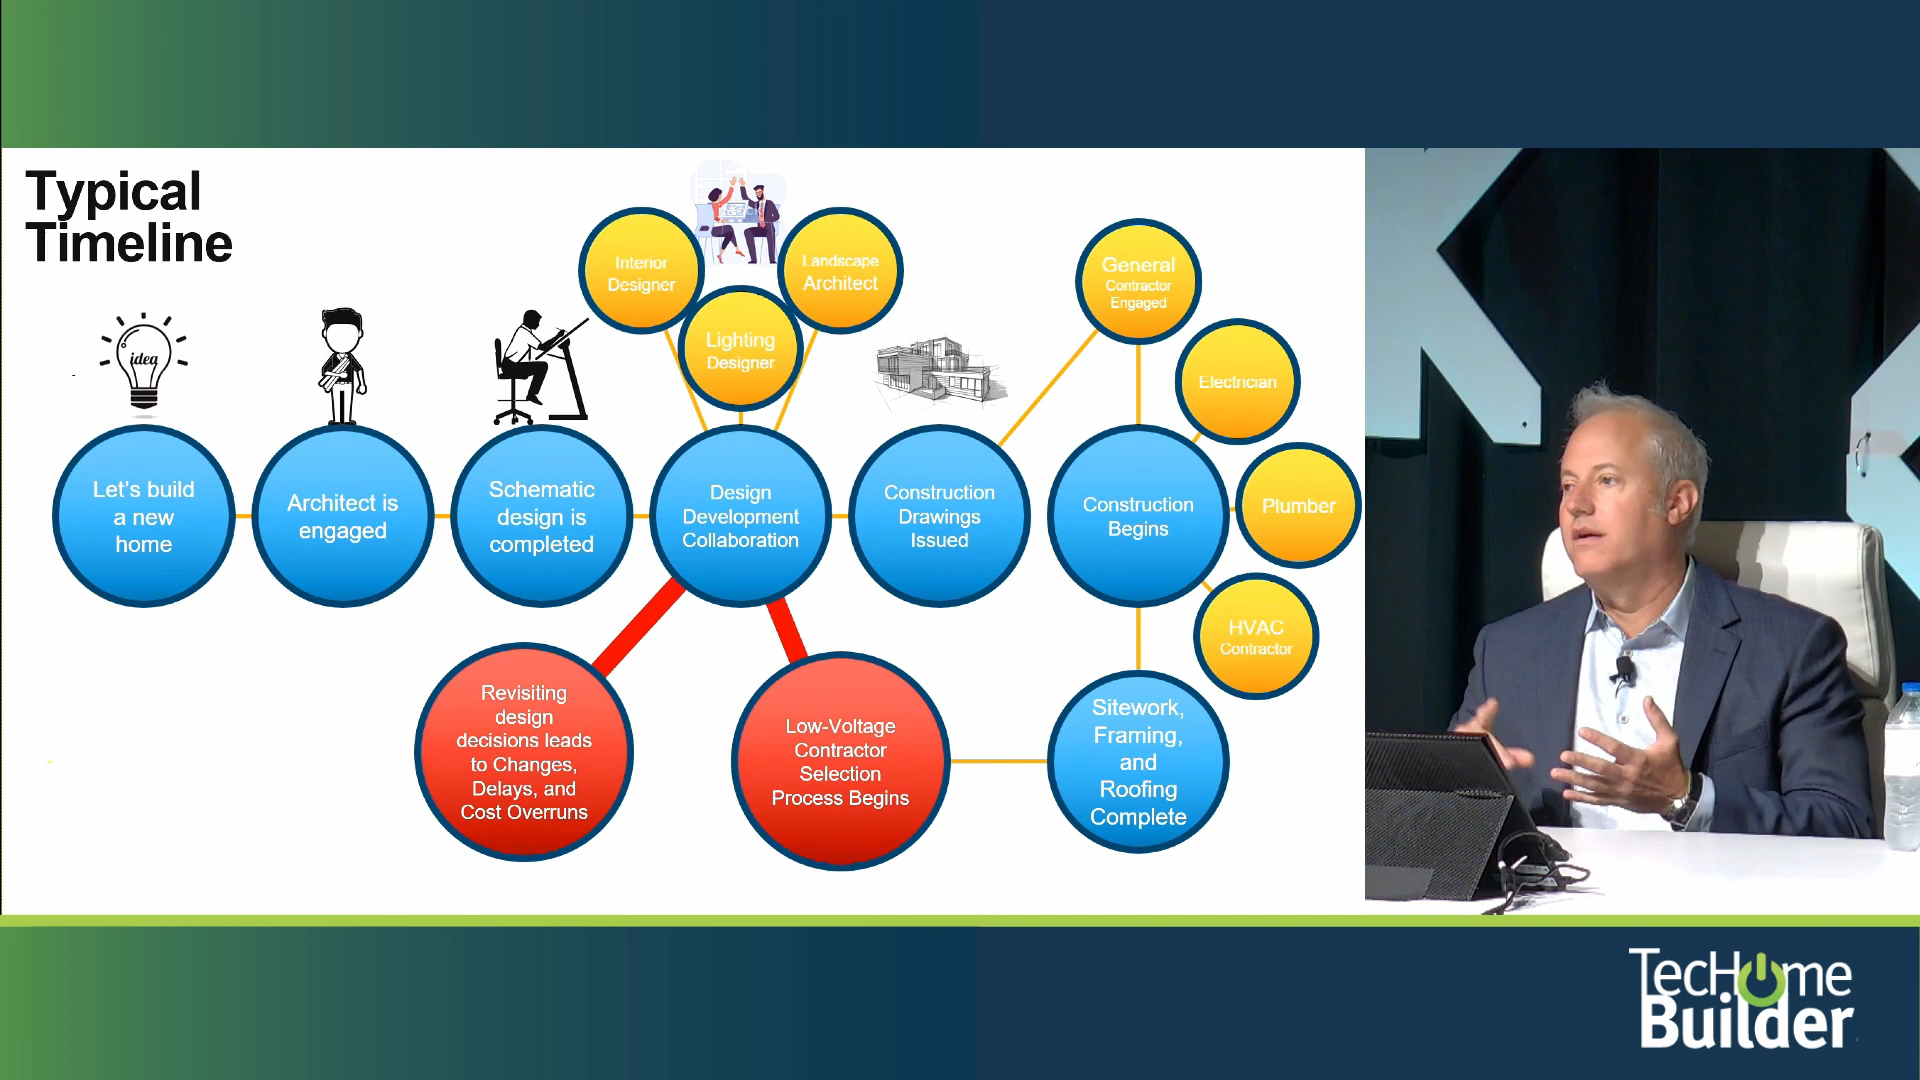 Typical
Timeline
idea
Let's build
a new
home
Architect is
engaged
Schematic
design is
completed
Interior
Designer
Lighting
Designer
Landscape
Architect
Design
Development
Collaboration
Construction
Drawings
Issued
General
Contractor
Engaged
Electrician
Plumber
HVAC
Contractor
Construction
Begins
Revisiting
design
decisions leads
to Changes,
Delays, and
Cost Overruns
Low-Voltage
Contractor
Selection
Process Begins
Sitework,
Framing,
and
Roofing
Complete
TecHome
Builder